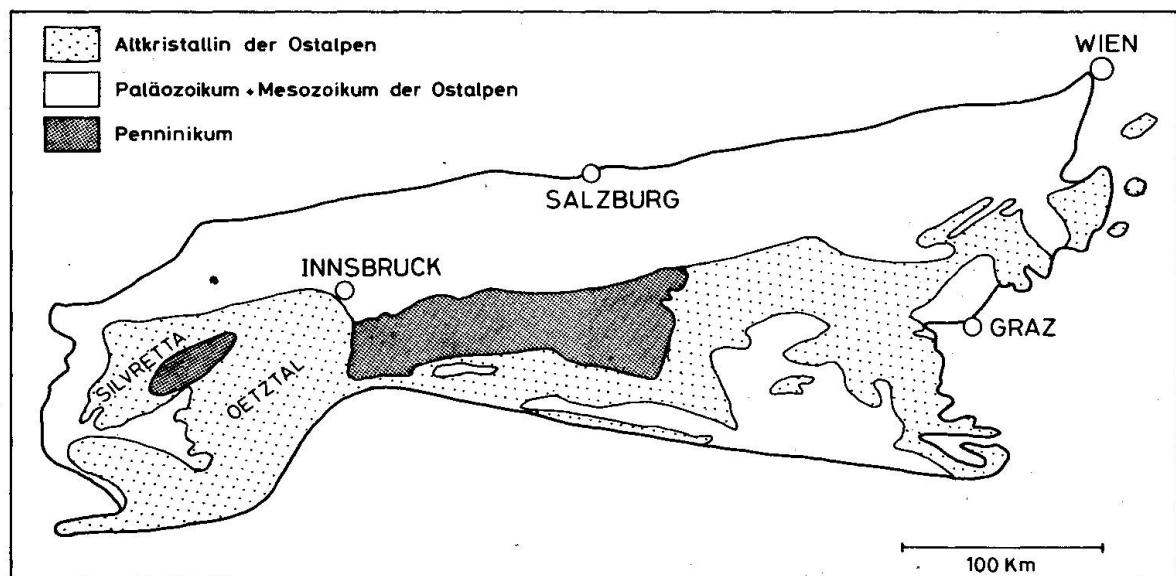 Altkristallin der Ostalpen
Paläozoikum + Mesozoikum der Ostalpen
Penninikum
WIEN
SALZBURG
INNSBRUCK
GRAZ
SILVRETTA
OETZTAL
100 Km